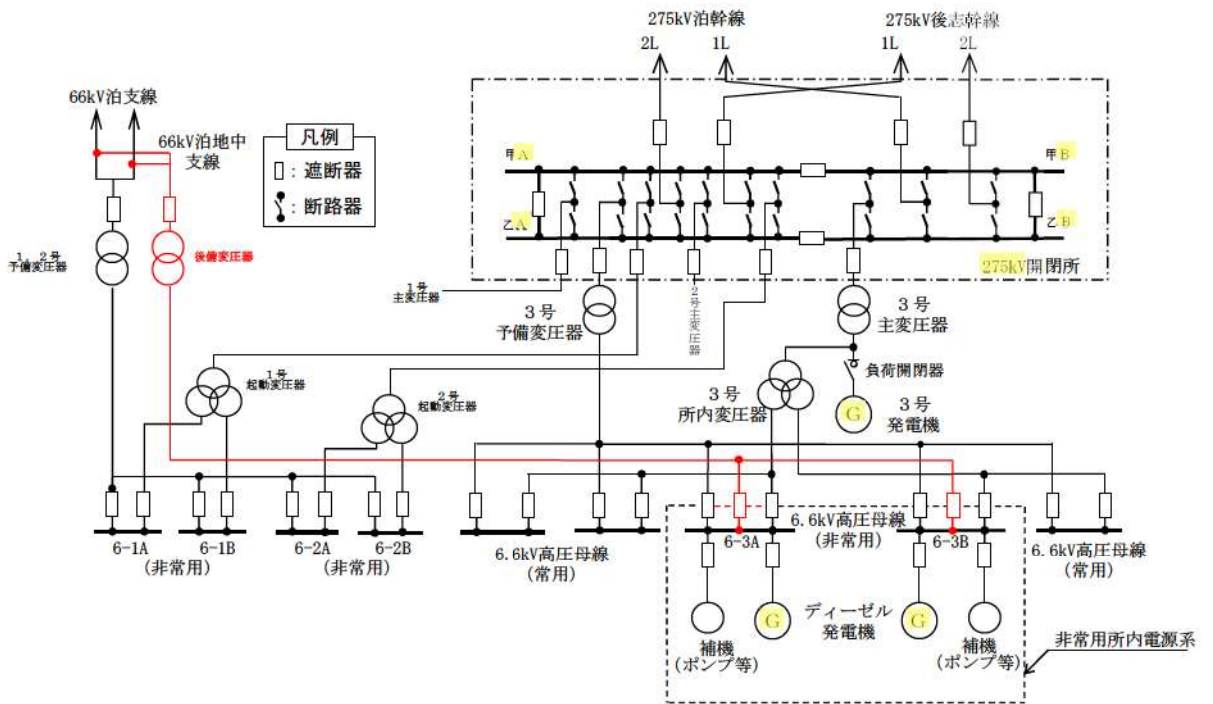 275kV泊幹線
275kV後志幹線
2L
1L
1L
2L
66kV泊支線
66kV泊地中
支線
凡例
: 遮断器
: 断路器
甲A
甲B
乙A
乙B
275kV開閉所
1、2号
予備変圧器
後備変圧器
1号
主変圧器
3号
予備変圧器
2号主変圧器
3号
主変圧器
1号
起動変圧器
2号
起動変圧器
3号
所内変圧器
負荷開閉器
G
3号
発電機
6-1A
6-1B
(非常用)
6-2A
6-2B
(非常用)
6.6kV高圧母線
(常用)
6-3A
6.6kV高圧母線
(非常用)
6-3B
6.6kV高圧母線
(常用)
補機
(ポンプ等)
G
ディーゼル
発電機
G
補機
(ポンプ等)
非常用所内電源系